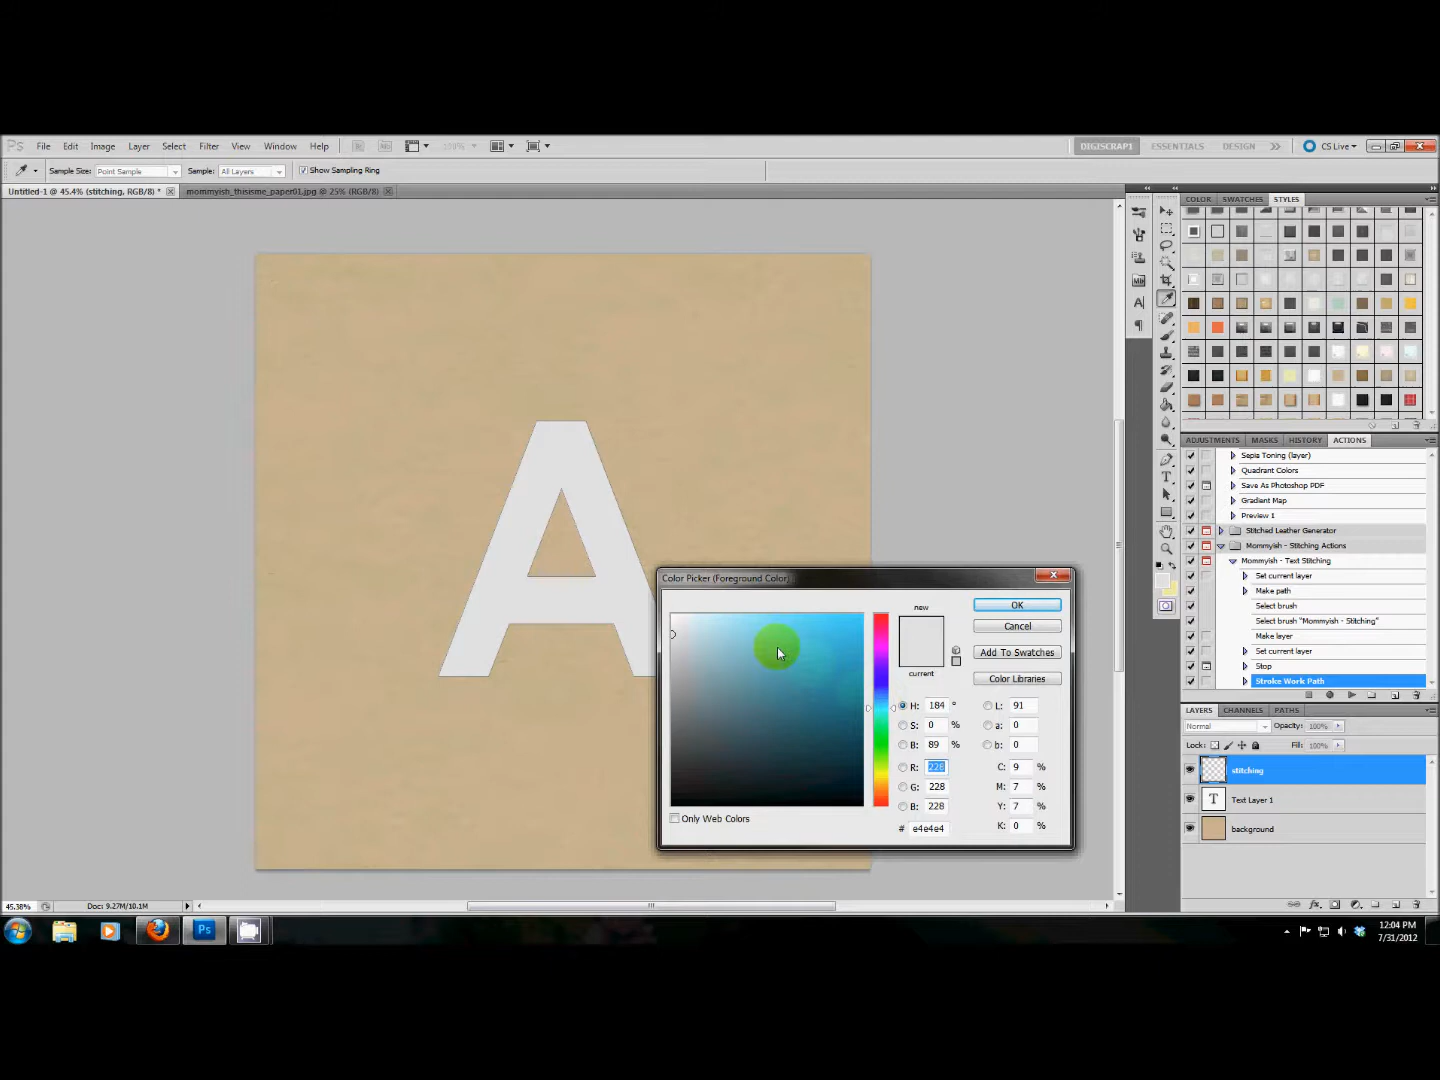 Ps File Edit Image Layer Select Filter View Window Help
DIGISCRAP1 ESSENTIALS DESIGN CS Live
Sample Size: Point Sample Sample: All Layers Show Sampling Ring
Untitled-1 @ 45.4% (stitching, RGB/8) * mommyish_thisisme_paper01.jpg @ 25% (RGB/8)
COLOR SWATCHES STYLES
A
ADJUSTMENTS MASKS HISTORY ACTIONS
Sepia Toning (layer)
Quadrant Colors
Save As Photoshop PDF
Gradient Map
Preview 1
Stitched Leather Generator
Mommyish - Stitching Actions
Mommyish - Text Stitching
Set current layer
Make path
Select brush
Select brush "Mommyish - Stitching"
Make layer
Set current layer
Stop
Stroke Work Path
Color Picker (Foreground Color)
new
current
OK
Cancel
Add To Swatches
Color Libraries
H: 184 °
S: 0 %
B: 89 %
R: 228
G: 228
B: 228
# e4e4e4
L: 91
a: 0
b: 0
C: 9 %
M: 7 %
Y: 7 %
K: 0 %
Only Web Colors
LAYERS CHANNELS PATHS
Normal Opacity: 100%
Lock: Fill: 100%
stitching
T Text Layer 1
background
45.38% Doc: 9.27M/10.1M
Ps
12:04 PM
7/31/2012